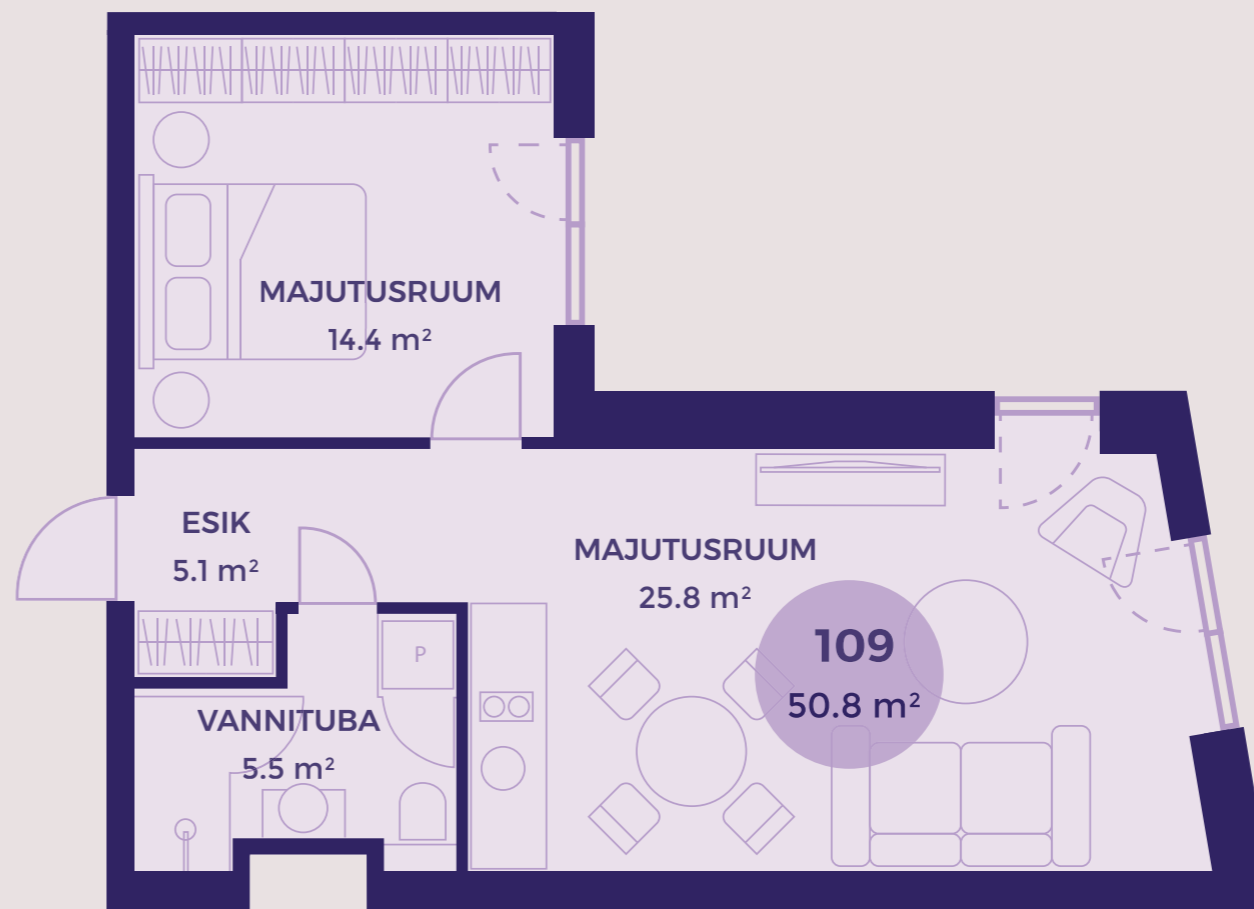 MAJUTUSRUUM
14.4 m²
ESIK
5.1 m²
MAJUTUSRUUM
25.8 m²
109
50.8 m²
P
VANNITUBA
5.5 m²